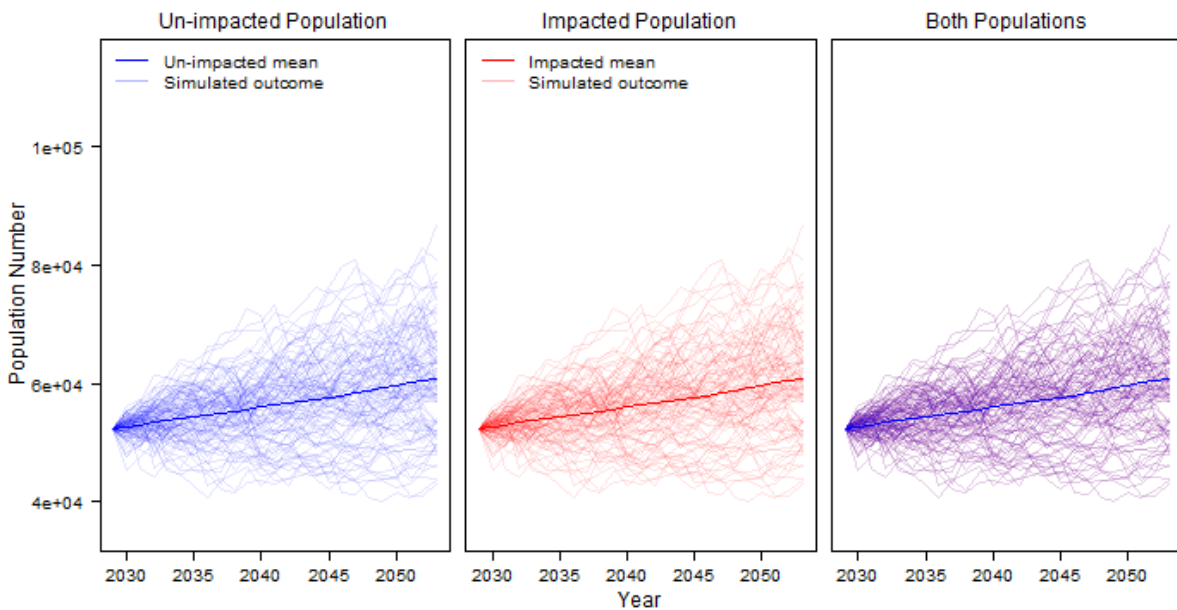 Un-impacted Population
Impacted Population
Both Populations
Un-impacted mean
Simulated outcome
Impacted mean
Simulated outcome
Population Number
1e+05
8e+04
6e+04
4e+04
2030 2035 2040 2045 2050
2030 2035 2040 2045 2050
2030 2035 2040 2045 2050
Year